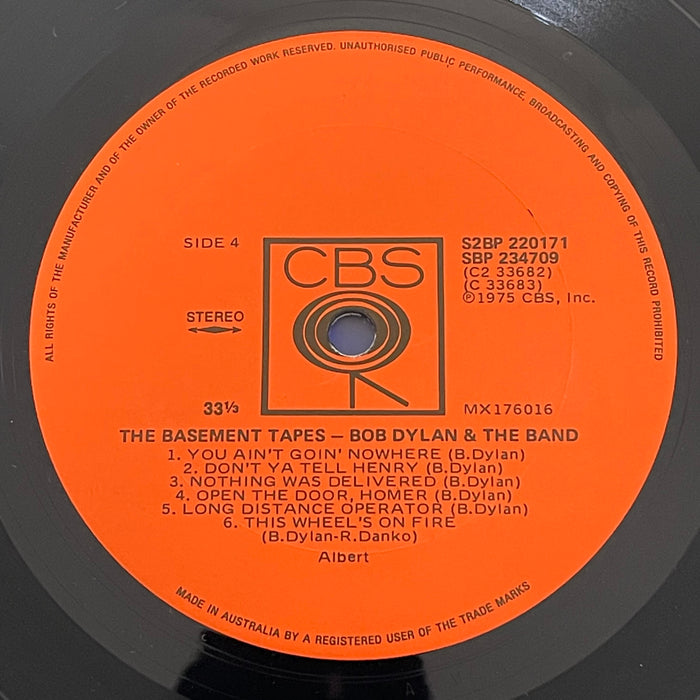 ALL RIGHTS OF THE MANUFACTURER AND OF THE OWNER OF THE RECORDED WORK RESERVED. UNAUTHORISED PUBLIC PERFORMANCE, BROADCASTING AND COPYING OF THIS RECORD PROHIBITED
SIDE 4
CBS
S2BP 220171
SBP 234709
(C2 33682)
(C 33683)
℗1975 CBS, Inc.
STEREO
33⅓
MX176016
THE BASEMENT TAPES – BOB DYLAN & THE BAND
1. YOU AIN'T GOIN' NOWHERE (B.Dylan)
2. DON'T YA TELL HENRY (B.Dylan)
3. NOTHING WAS DELIVERED (B.Dylan)
4. OPEN THE DOOR, HOMER (B.Dylan)
5. LONG DISTANCE OPERATOR (B.Dylan)
6. THIS WHEEL'S ON FIRE
(B.Dylan-R.Danko)
Albert
MADE IN AUSTRALIA BY A REGISTERED USER OF THE TRADE MARKS